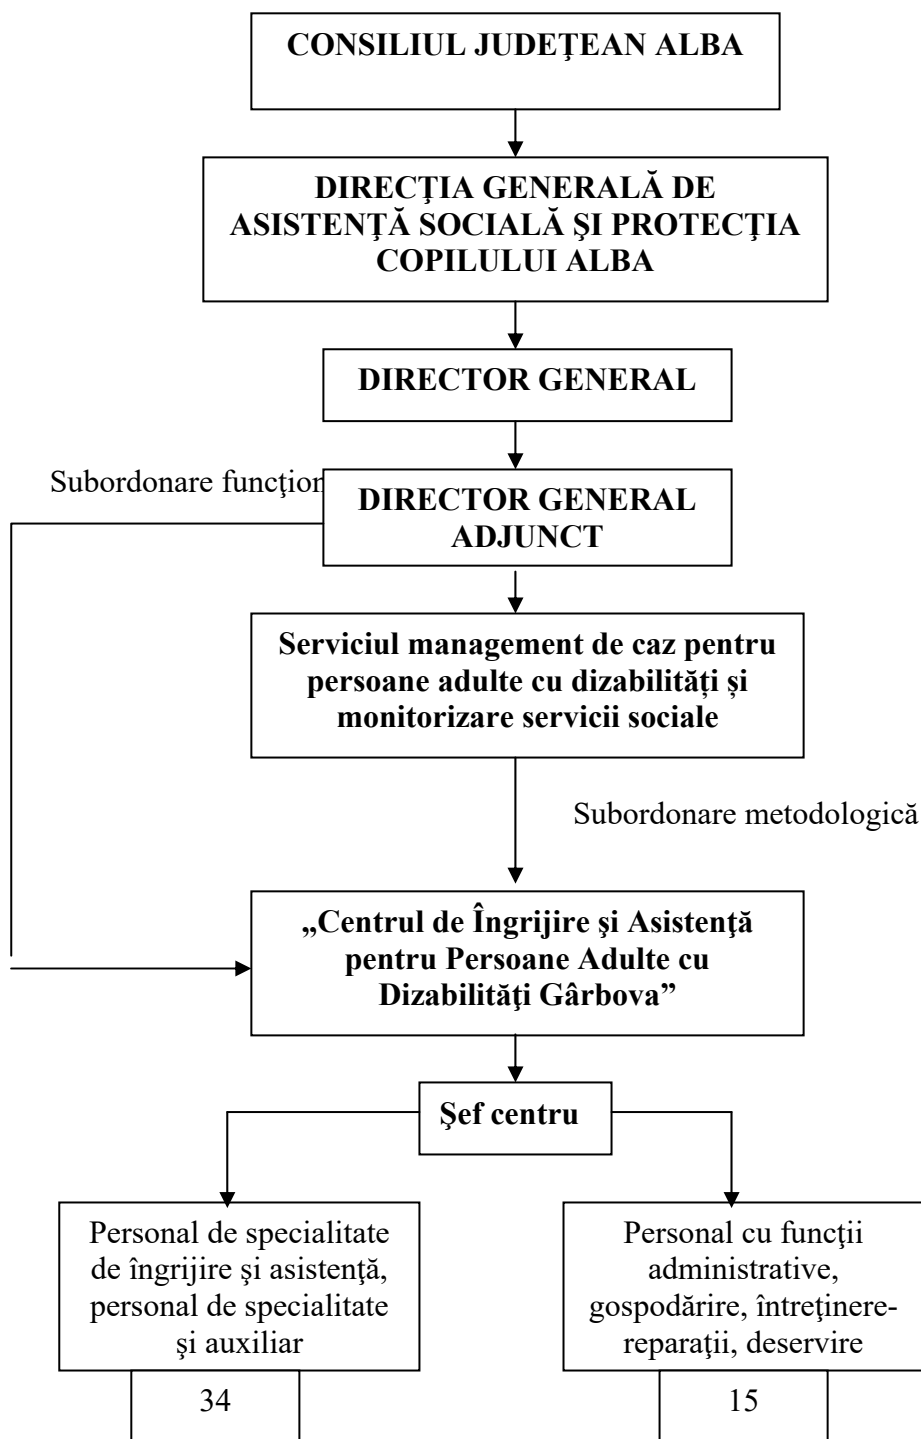 CONSILIUL JUDEŢEAN ALBA
DIRECŢIA GENERALĂ DE
ASISTENŢĂ SOCIALĂ ŞI PROTECŢIA
COPILULUI ALBA
DIRECTOR GENERAL
Subordonare funcţion
DIRECTOR GENERAL
ADJUNCT
Serviciul management de caz pentru
persoane adulte cu dizabilități și
monitorizare servicii sociale
Subordonare metodologică
„Centrul de Îngrijire şi Asistenţă
pentru Persoane Adulte cu
Dizabilităţi Gârbova”
Şef centru
Personal de specialitate
de îngrijire şi asistenţă,
personal de specialitate
şi auxiliar
34
Personal cu funcţii
administrative,
gospodărire, întreţinere-
reparaţii, deservire
15